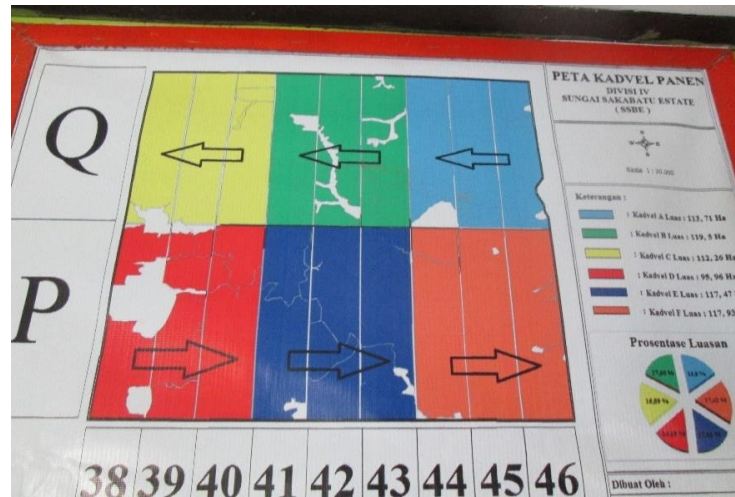 PETA KADVEL PANEN
DIVISI IV
SUNGAI SAKABATU ESTATE
( SSBE )
Q
P
Keterangan :
: Kadvel A Luas : 113, 71 Ha
: Kadvel B Luas : 119, 5 Ha
: Kadvel C Luas : 112, 26 Ha
: Kadvel D Luas : 95, 96 Ha
: Kadvel E Luas : 117, 47
: Kadvel F Luas : 117, 93
Prosentase Luasan
38 39 40 41 42 43 44 45 46
Dibuat Oleh :